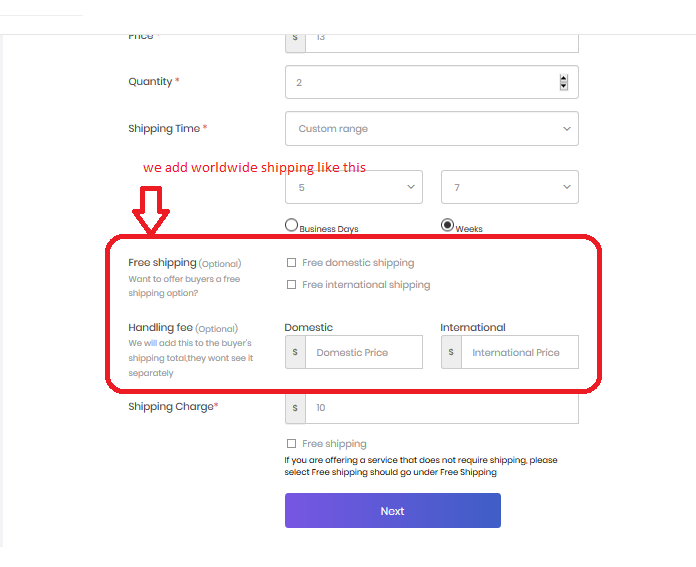 Price *
$ 13
Quantity *
2
Shipping Time *
Custom range
we add worldwide shipping like this
5 7
Business Days Weeks
Free shipping (Optional)
Want to offer buyers a free
shipping option?
Free domestic shipping
Free international shipping
Handling fee (Optional)
We will add this to the buyer's
shipping total,they wont see it
separately
Domestic International
$ Domestic Price $ International Price
Shipping Charge*
$ 10
Free shipping
If you are offering a service that does not require shipping, please
select Free shipping should go under Free Shipping
Next